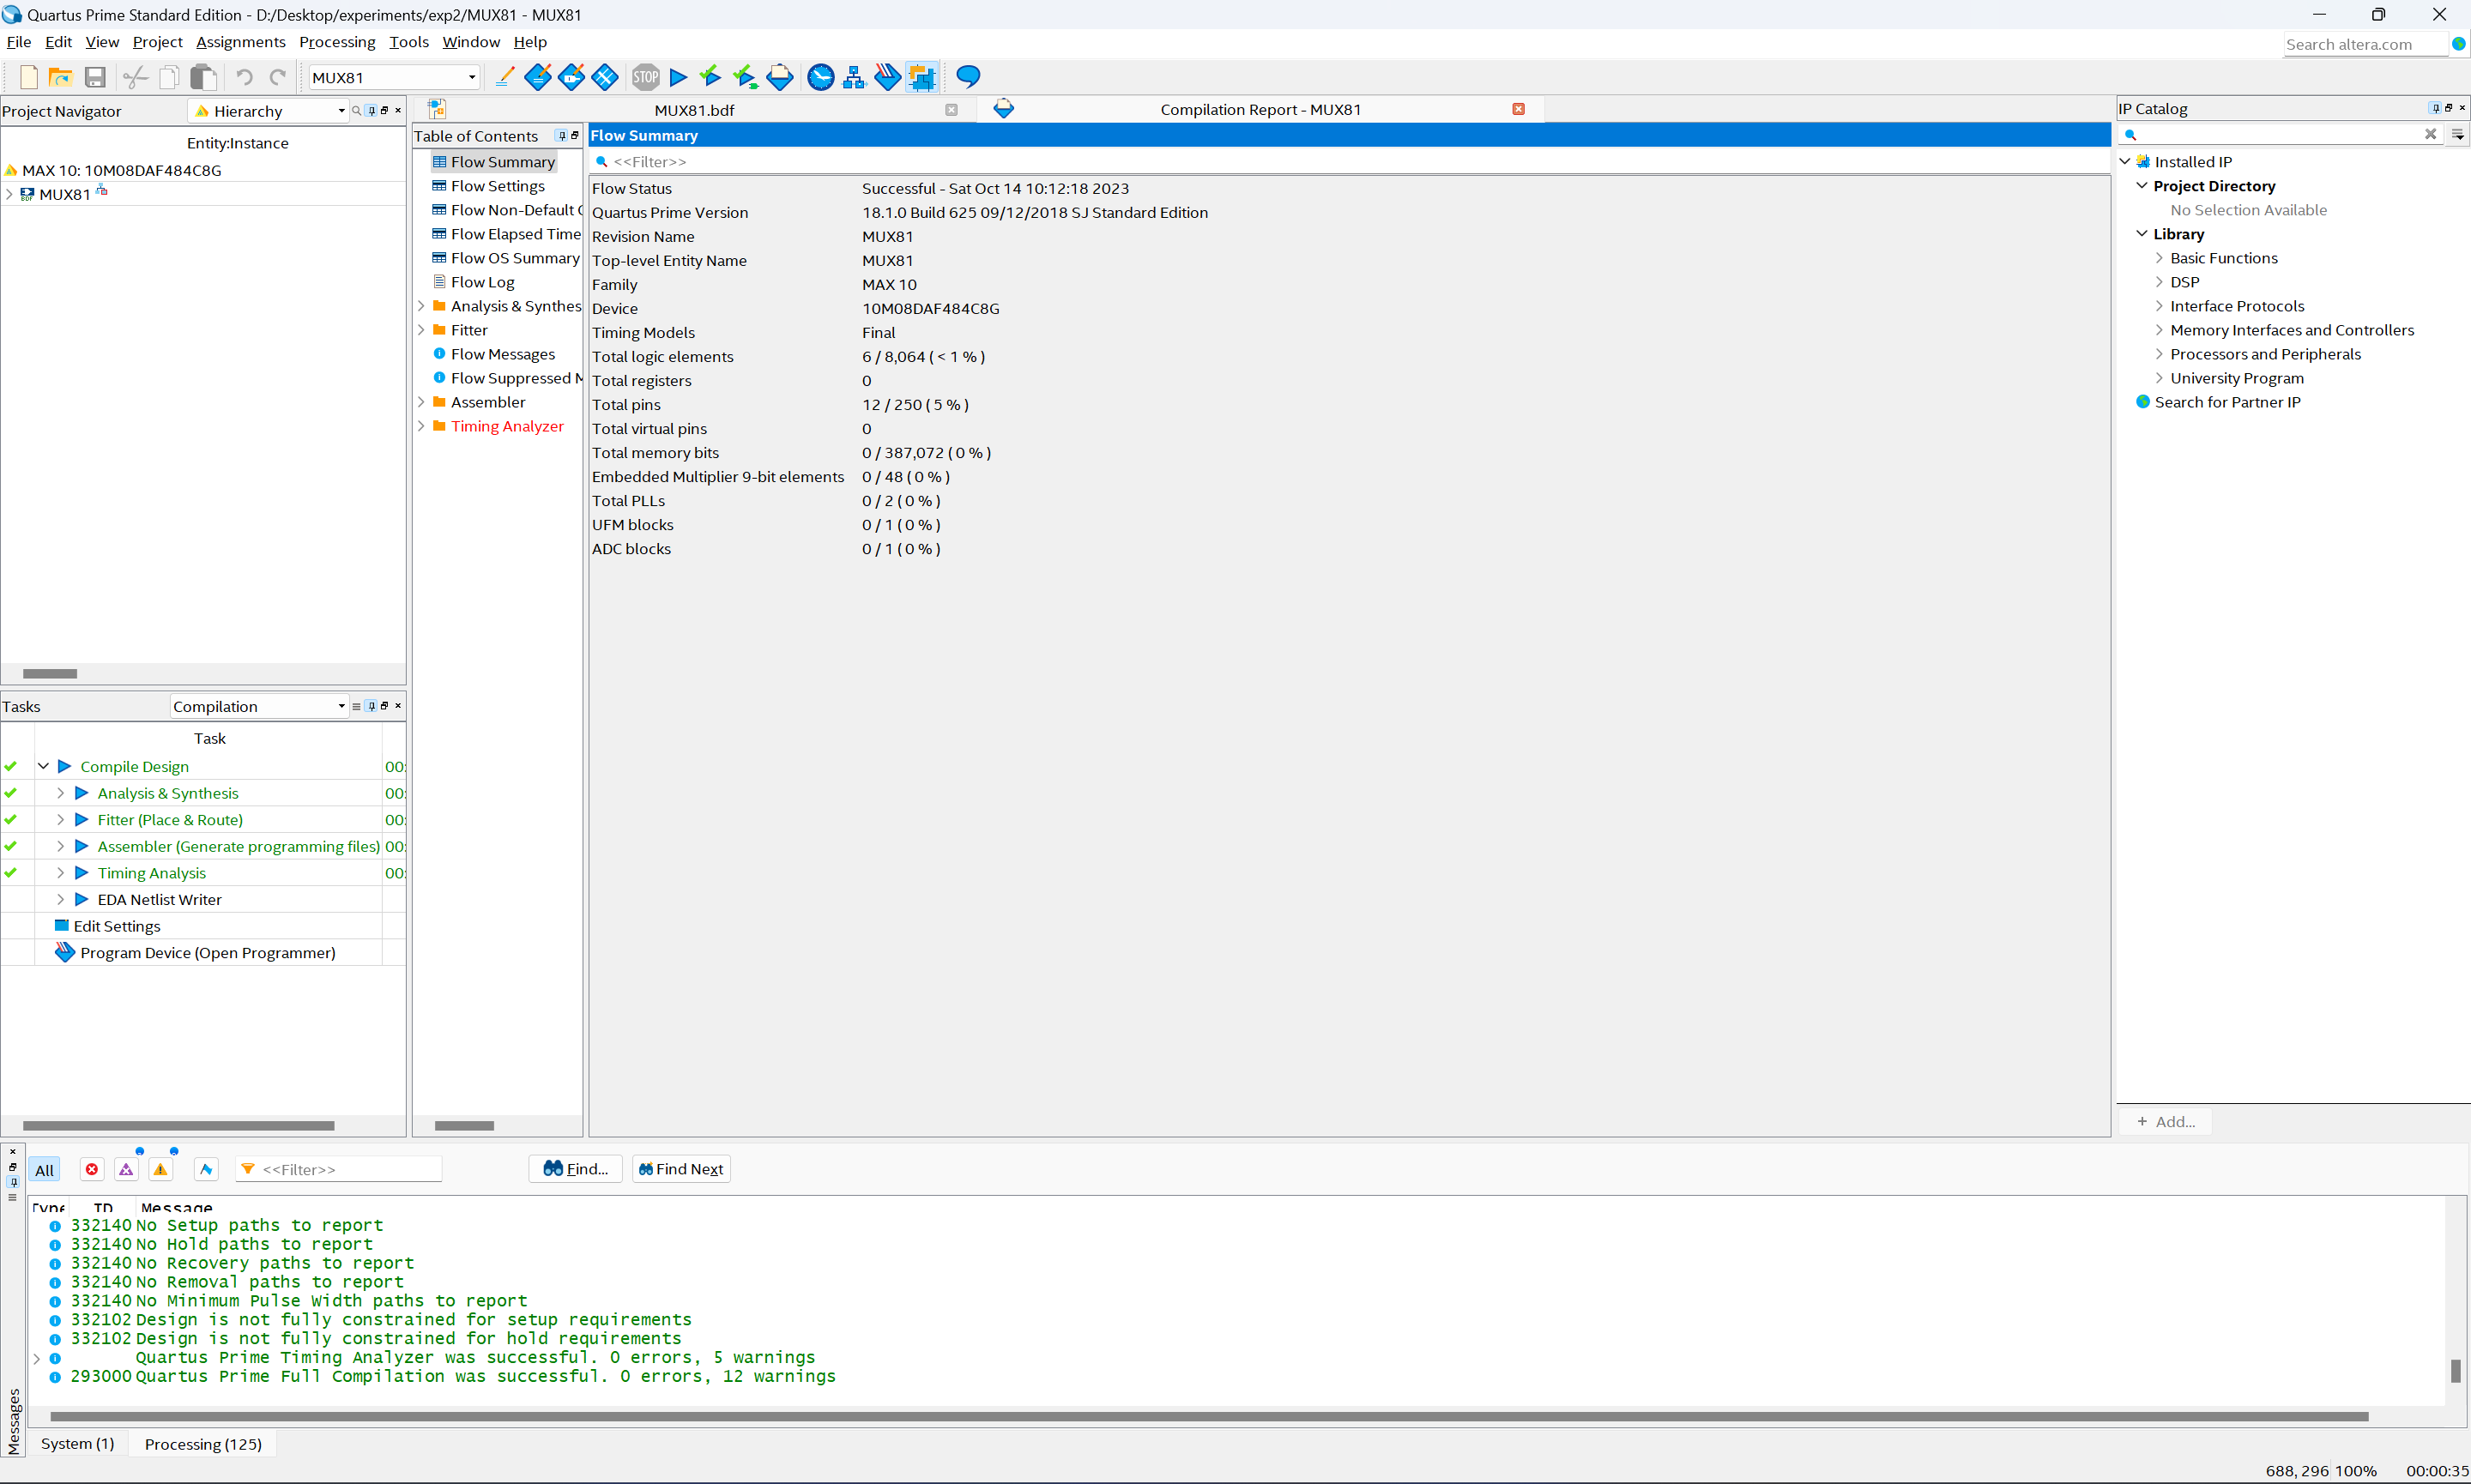 Quartus Prime Standard Edition - D:/Desktop/experiments/exp2/MUX81 - MUX81
File Edit View Project Assignments Processing Tools Window Help
Search altera.com
STOP
MUX81
Project Navigator
Hierarchy
Entity:Instance
MAX 10: 10M08DAF484C8G
MUX81
Tasks
Compilation
Task
Compile Design 00:
Analysis & Synthesis 00:
Fitter (Place & Route) 00:
Assembler (Generate programming files) 00:
Timing Analysis 00:
EDA Netlist Writer
Edit Settings
Program Device (Open Programmer)
MUX81.bdf
Compilation Report - MUX81
Table of Contents
Flow Summary
Flow Settings
Flow Non-Default
Flow Elapsed Time
Flow OS Summary
Flow Log
Analysis & Synthes
Fitter
Flow Messages
Flow Suppressed
Assembler
Timing Analyzer
Flow Summary
<<Filter>>
Flow Status Successful - Sat Oct 14 10:12:18 2023
Quartus Prime Version 18.1.0 Build 625 09/12/2018 SJ Standard Edition
Revision Name MUX81
Top-level Entity Name MUX81
Family MAX 10
Device 10M08DAF484C8G
Timing Models Final
Total logic elements 6 / 8,064 ( < 1 % )
Total registers 0
Total pins 12 / 250 ( 5 % )
Total virtual pins 0
Total memory bits 0 / 387,072 ( 0 % )
Embedded Multiplier 9-bit elements 0 / 48 ( 0 % )
Total PLLs 0 / 2 ( 0 % )
UFM blocks 0 / 1 ( 0 % )
ADC blocks 0 / 1 ( 0 % )
IP Catalog
Installed IP
Project Directory
No Selection Available
Library
Basic Functions
DSP
Interface Protocols
Memory Interfaces and Controllers
Processors and Peripherals
University Program
Search for Partner IP
+ Add...
All
<<Filter>>
Find...
Find Next
Type ID Message
332140 No Setup paths to report
332140 No Hold paths to report
332140 No Recovery paths to report
332140 No Removal paths to report
332140 No Minimum Pulse Width paths to report
332102 Design is not fully constrained for setup requirements
332102 Design is not fully constrained for hold requirements
Quartus Prime Timing Analyzer was successful. 0 errors, 5 warnings
293000 Quartus Prime Full Compilation was successful. 0 errors, 12 warnings
Messages
System (1)
Processing (125)
688, 296 100% 00:00:35